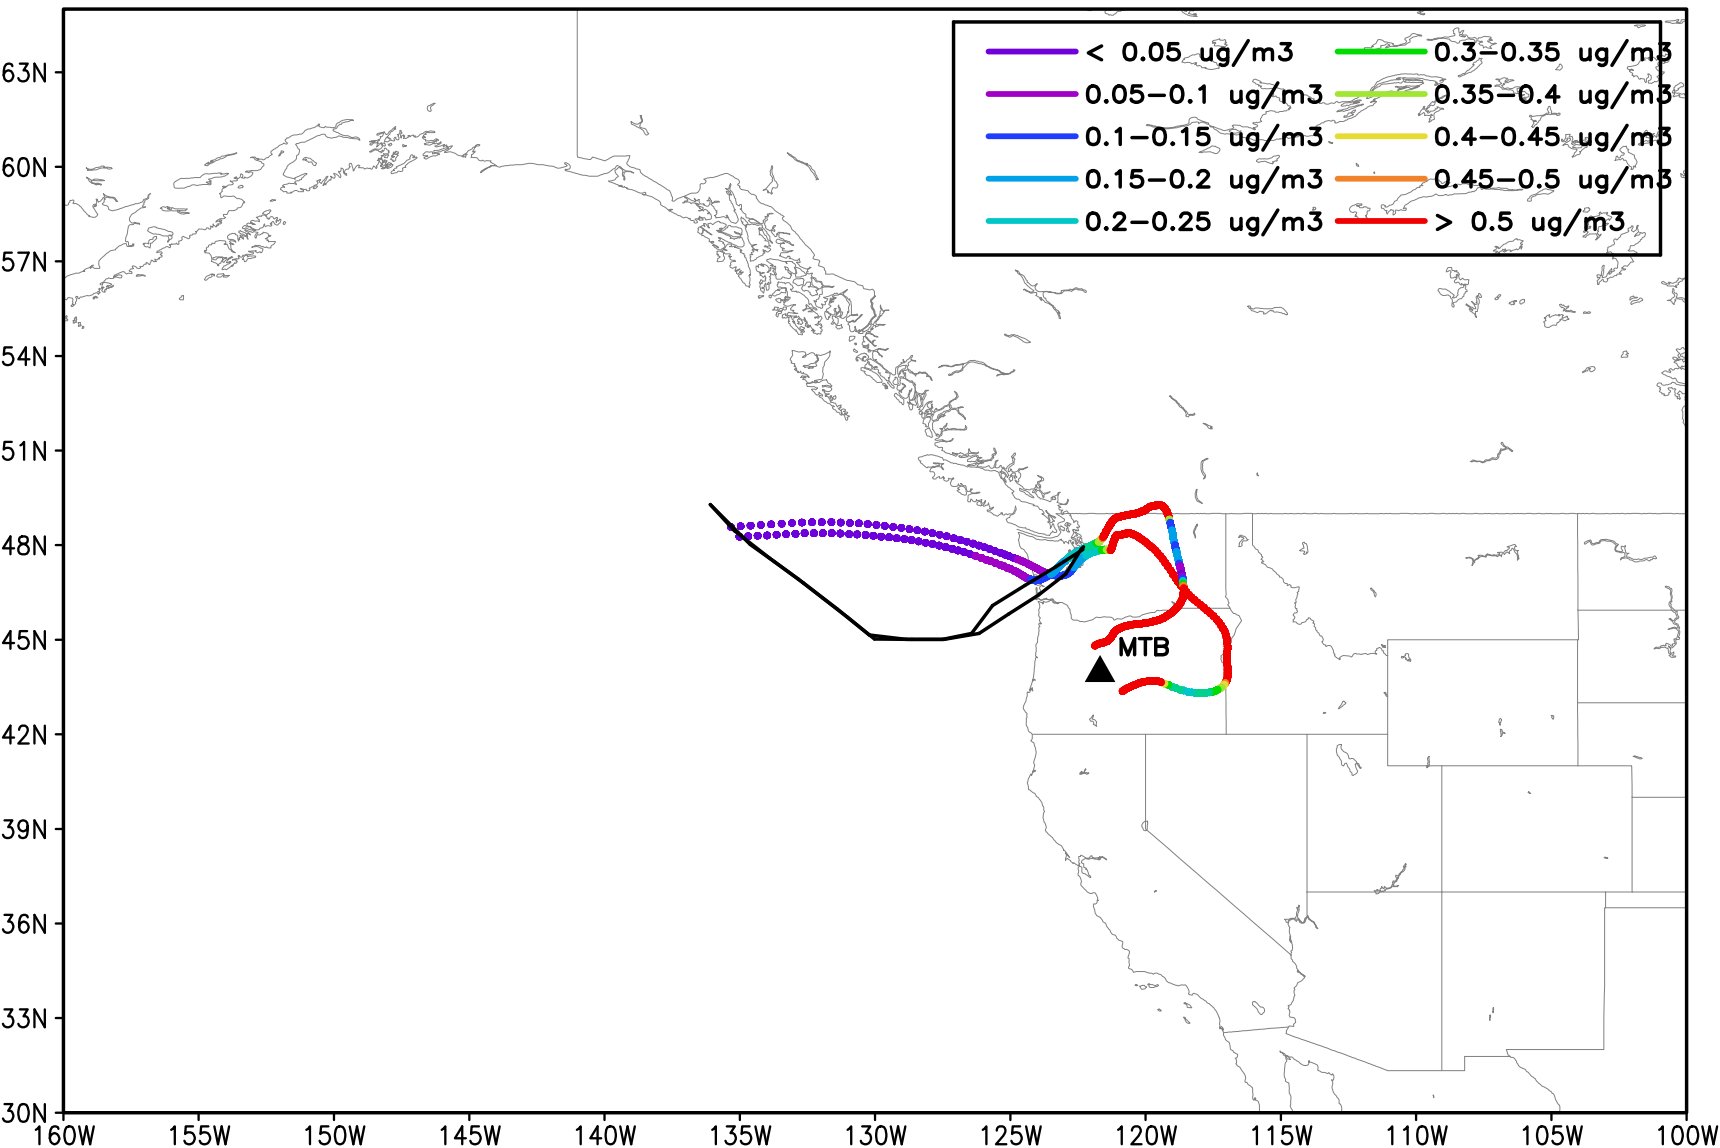 63N
60N
57N
54N
51N
48N
45N
42N
39N
36N
33N
30N
< 0.05 ug/m3
0.05-0.1 ug/m3
0.1-0.15 ug/m3
0.15-0.2 ug/m3
0.2-0.25 ug/m3
0.3-0.35 ug/m3
0.35-0.4 ug/m3
0.4-0.45 ug/m3
0.45-0.5 ug/m3
> 0.5 ug/m3
MTB
160W 155W 150W 145W 140W 135W 130W 125W 120W 115W 110W 105W 100W